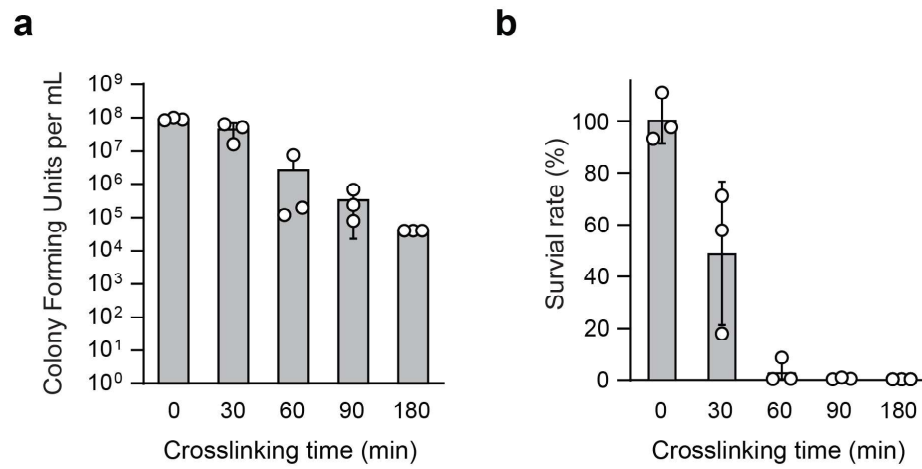 a
Colony Forming Units per mL
10⁹
10⁸
10⁷
10⁶
10⁵
10⁴
10³
10²
10¹
10⁰
0 30 60 90 180
Crosslinking time (min)
b
Survial rate (%)
100
80
60
40
20
0
0 30 60 90 180
Crosslinking time (min)